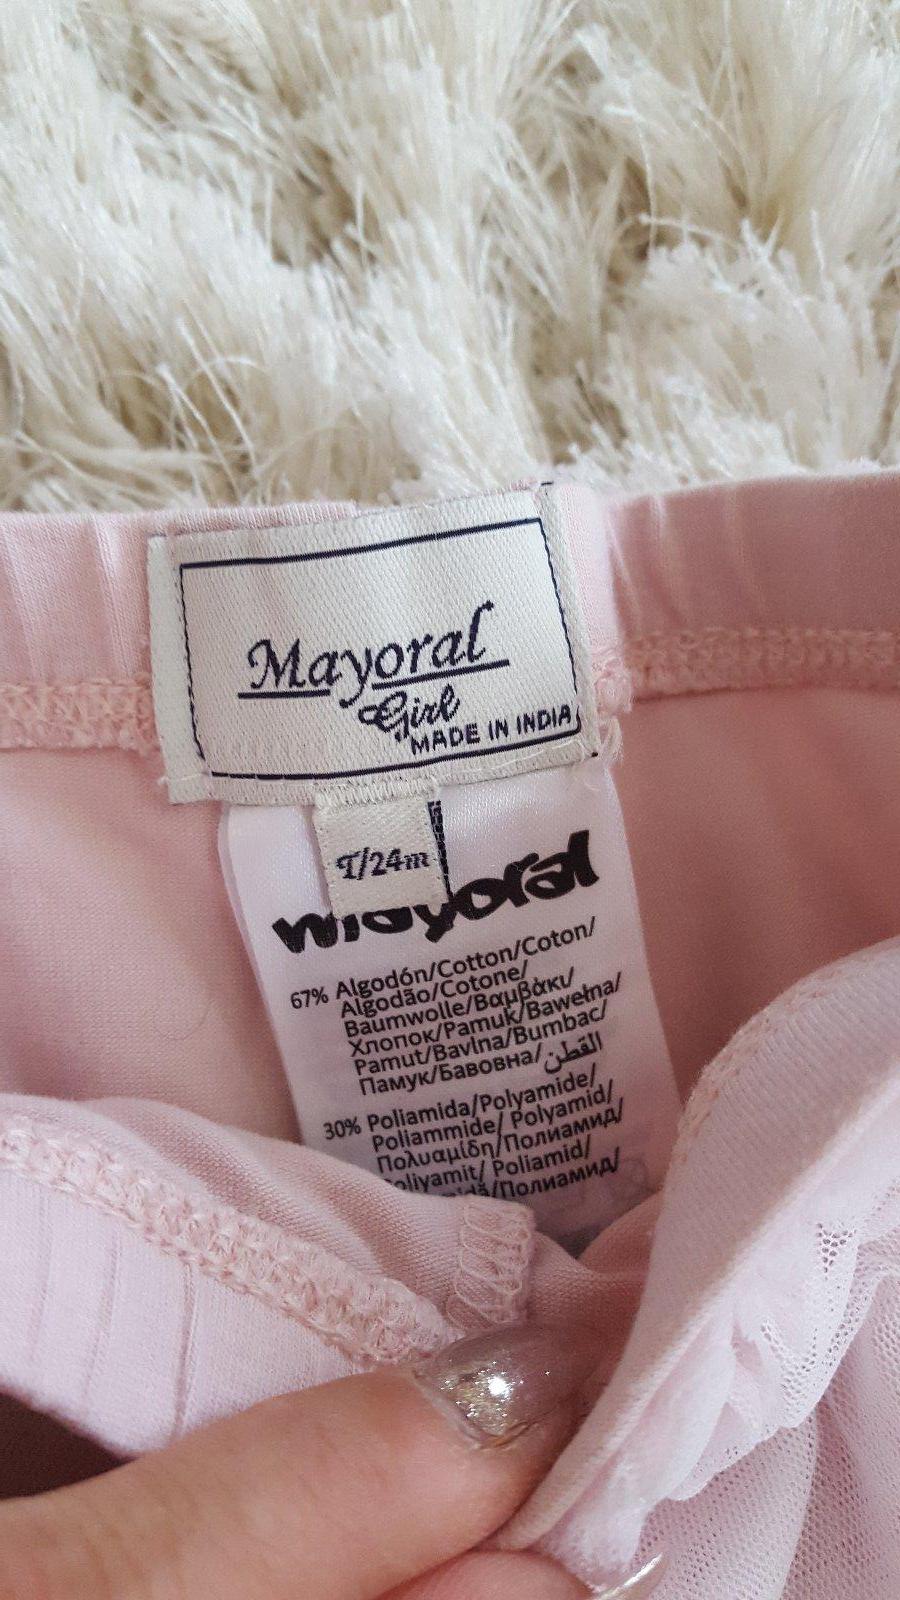 Mayoral
Girl
MADE IN INDIA
T/24m
mayoral
67% Algodón/Cotton/Coton/
Algodão/Cotone/
Baumwolle/Βαμβάκι/
Хлопок/Pamuk/Bawełna/
Pamut/Bavlna/Bumbac/
Памук/Бавовна/القطن
30% Poliamida/Polyamide/
Poliammide/ Polyamid/
Πολυαμίδη/Полиамид/
Poliamid/
/Полиамид/